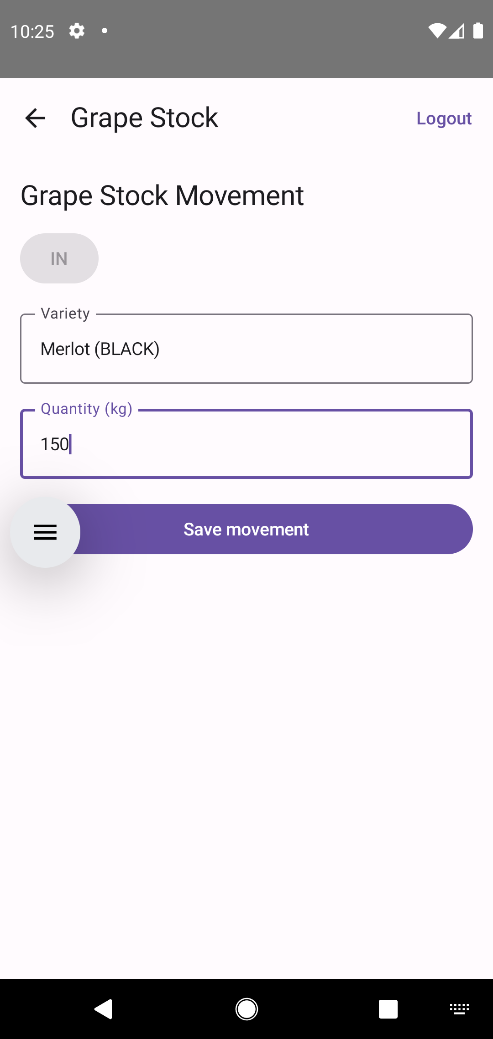 10:25
Grape Stock
Logout
Grape Stock Movement
IN
Variety
Merlot (BLACK)
Quantity (kg)
150
Save movement